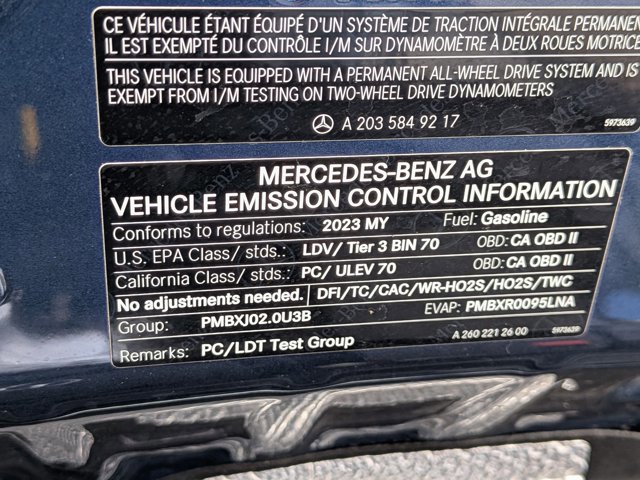 CE VÉHICULE ÉTANT ÉQUIPÉ D'UN SYSTÈME DE TRACTION INTÉGRALE PERMANEN
IL EST EXEMPTÉ DU CONTRÔLE I/M SUR DYNAMOMÈTRE À DEUX ROUES MOTRICE
THIS VEHICLE IS EQUIPPED WITH A PERMANENT ALL-WHEEL DRIVE SYSTEM AND IS
EXEMPT FROM I/M TESTING ON TWO-WHEEL DRIVE DYNAMOMETERS
A 203 584 92 17 5973639
MERCEDES-BENZ AG
VEHICLE EMISSION CONTROL INFORMATION
Conforms to regulations: 2023 MY Fuel: Gasoline
U.S. EPA Class/ stds.: LDV/ Tier 3 BIN 70 OBD: CA OBD II
California Class/ stds.: PC/ ULEV 70 OBD: CA OBD II
No adjustments needed. DFI/TC/CAC/WR-HO2S/HO2S/TWC
Group: PMBXJ02.0U3B EVAP: PMBXR0095LNA
A 260 221 26 00 5973639
Remarks: PC/LDT Test Group